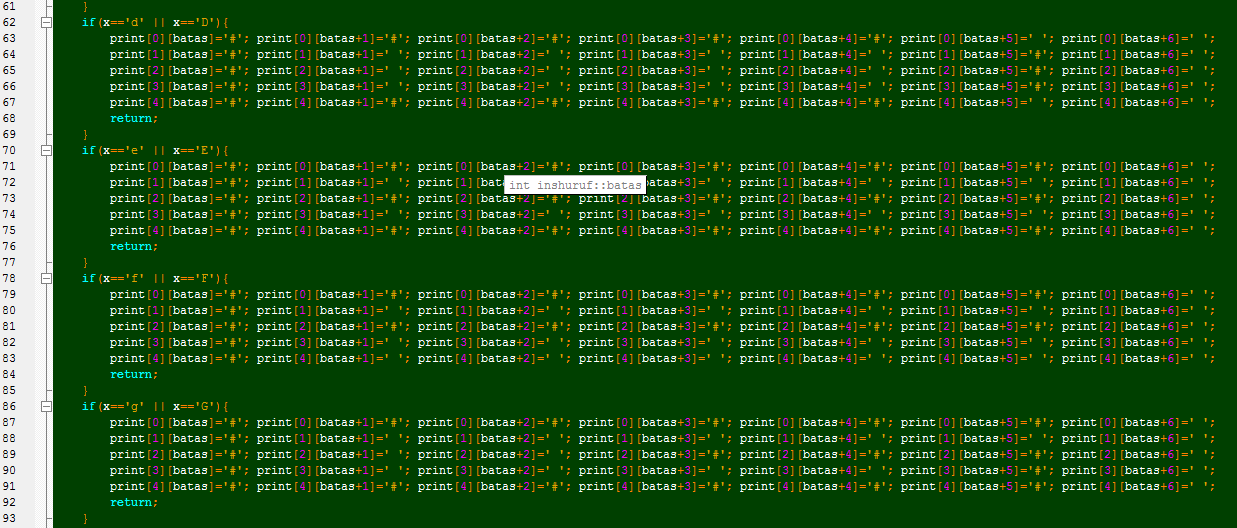 61 }
62 if(x=='d' || x=='D'){
63 print[0][batas]='#'; print[0][batas+1]='#'; print[0][batas+2]='#'; print[0][batas+3]='#'; print[0][batas+4]='#'; print[0][batas+5]=' '; print[0][batas+6]=' ';
64 print[1][batas]='#'; print[1][batas+1]=' '; print[1][batas+2]=' '; print[1][batas+3]=' '; print[1][batas+4]=' '; print[1][batas+5]='#'; print[1][batas+6]=' ';
65 print[2][batas]='#'; print[2][batas+1]=' '; print[2][batas+2]=' '; print[2][batas+3]=' '; print[2][batas+4]=' '; print[2][batas+5]='#'; print[2][batas+6]=' ';
66 print[3][batas]='#'; print[3][batas+1]=' '; print[3][batas+2]=' '; print[3][batas+3]=' '; print[3][batas+4]=' '; print[3][batas+5]='#'; print[3][batas+6]=' ';
67 print[4][batas]='#'; print[4][batas+1]='#'; print[4][batas+2]='#'; print[4][batas+3]='#'; print[4][batas+4]='#'; print[4][batas+5]=' '; print[4][batas+6]=' ';
68 return;
69 }
70 if(x=='e' || x=='E'){
71 print[0][batas]='#'; print[0][batas+1]='#'; print[0][batas+2]='#'; print[0][batas+3]='#'; print[0][batas+4]='#'; print[0][batas+5]='#'; print[0][batas+6]=' ';
72 print[1][batas]='#'; print[1][batas+1]=' '; print[1][bat batas+3]=' '; print[1][batas+4]=' '; print[1][batas+5]=' '; print[1][batas+6]=' ';
int inshuruf::batas
73 print[2][batas]='#'; print[2][batas+1]='#'; print[2][batas+2]='#'; print[2][batas+3]='#'; print[2][batas+4]='#'; print[2][batas+5]='#'; print[2][batas+6]=' ';
74 print[3][batas]='#'; print[3][batas+1]=' '; print[3][batas+2]=' '; print[3][batas+3]=' '; print[3][batas+4]=' '; print[3][batas+5]=' '; print[3][batas+6]=' ';
75 print[4][batas]='#'; print[4][batas+1]='#'; print[4][batas+2]='#'; print[4][batas+3]='#'; print[4][batas+4]='#'; print[4][batas+5]='#'; print[4][batas+6]=' ';
76 return;
77 }
78 if(x=='f' || x=='F'){
79 print[0][batas]='#'; print[0][batas+1]='#'; print[0][batas+2]='#'; print[0][batas+3]='#'; print[0][batas+4]='#'; print[0][batas+5]='#'; print[0][batas+6]=' ';
80 print[1][batas]='#'; print[1][batas+1]=' '; print[1][batas+2]=' '; print[1][batas+3]=' '; print[1][batas+4]=' '; print[1][batas+5]=' '; print[1][batas+6]=' ';
81 print[2][batas]='#'; print[2][batas+1]='#'; print[2][batas+2]='#'; print[2][batas+3]='#'; print[2][batas+4]='#'; print[2][batas+5]='#'; print[2][batas+6]=' ';
82 print[3][batas]='#'; print[3][batas+1]=' '; print[3][batas+2]=' '; print[3][batas+3]=' '; print[3][batas+4]=' '; print[3][batas+5]=' '; print[3][batas+6]=' ';
83 print[4][batas]='#'; print[4][batas+1]=' '; print[4][batas+2]=' '; print[4][batas+3]=' '; print[4][batas+4]=' '; print[4][batas+5]=' '; print[4][batas+6]=' ';
84 return;
85 }
86 if(x=='g' || x=='G'){
87 print[0][batas]='#'; print[0][batas+1]='#'; print[0][batas+2]='#'; print[0][batas+3]='#'; print[0][batas+4]='#'; print[0][batas+5]='#'; print[0][batas+6]=' ';
88 print[1][batas]='#'; print[1][batas+1]=' '; print[1][batas+2]=' '; print[1][batas+3]=' '; print[1][batas+4]=' '; print[1][batas+5]=' '; print[1][batas+6]=' ';
89 print[2][batas]='#'; print[2][batas+1]=' '; print[2][batas+2]=' '; print[2][batas+3]=' '; print[2][batas+4]='#'; print[2][batas+5]='#'; print[2][batas+6]=' ';
90 print[3][batas]='#'; print[3][batas+1]=' '; print[3][batas+2]=' '; print[3][batas+3]=' '; print[3][batas+4]=' '; print[3][batas+5]='#'; print[3][batas+6]=' ';
91 print[4][batas]='#'; print[4][batas+1]='#'; print[4][batas+2]='#'; print[4][batas+3]='#'; print[4][batas+4]='#'; print[4][batas+5]='#'; print[4][batas+6]=' ';
92 return;
93 }